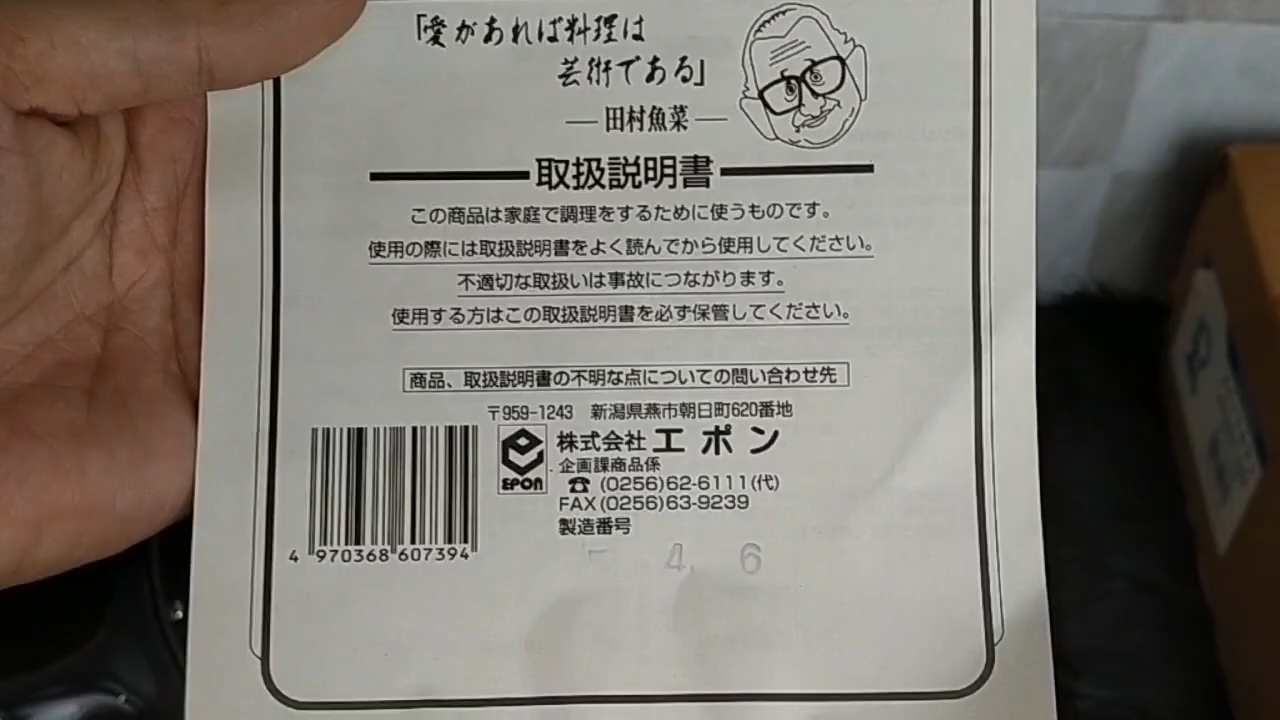 「愛があれば料理は
芸術である」
― 田村魚菜 ―
取扱説明書
この商品は家庭で調理をするために使うものです。
使用の際には取扱説明書をよく読んでから使用してください。
不適切な取扱いは事故につながります。
使用する方はこの取扱説明書を必ず保管してください。
商品、取扱説明書の不明な点についての問い合わせ先
〒959-1243 新潟県燕市朝日町620番地
株式会社エポン
EPON
企画課商品係
☎(0256)62-6111(代)
FAX(0256)63-9239
製造番号
4 970368 607394
4. 6